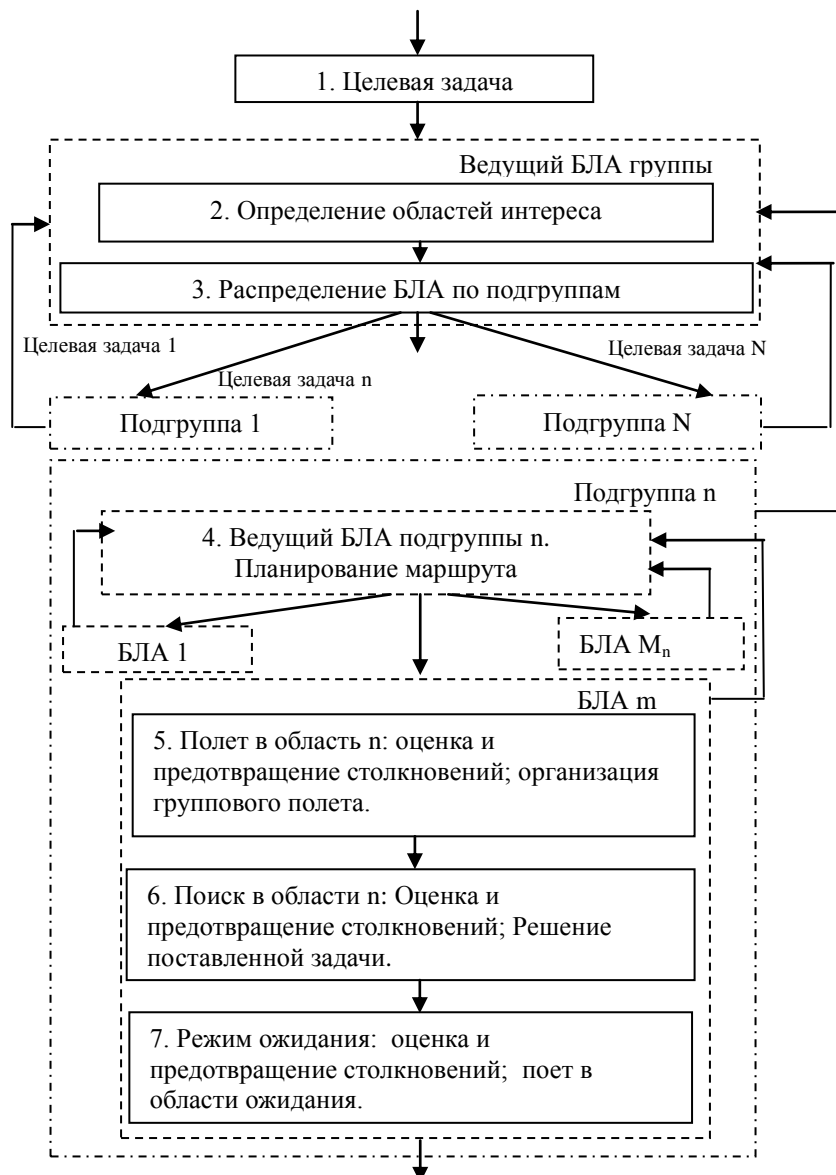 1. Целевая задача
Ведущий БЛА группы
2. Определение областей интереса
3. Распределение БЛА по подгруппам
Целевая задача 1
Целевая задача n
Целевая задача N
Подгруппа 1
Подгруппа N
Подгруппа n
4. Ведущий БЛА подгруппы n.
Планирование маршрута
БЛА 1
БЛА Mn
БЛА m
5. Полет в область n: оценка и
предотвращение столкновений; организация
группового полета.
6. Поиск в области n: Оценка и
предотвращение столкновений; Решение
поставленной задачи.
7. Режим ожидания: оценка и
предотвращение столкновений; поет в
области ожидания.